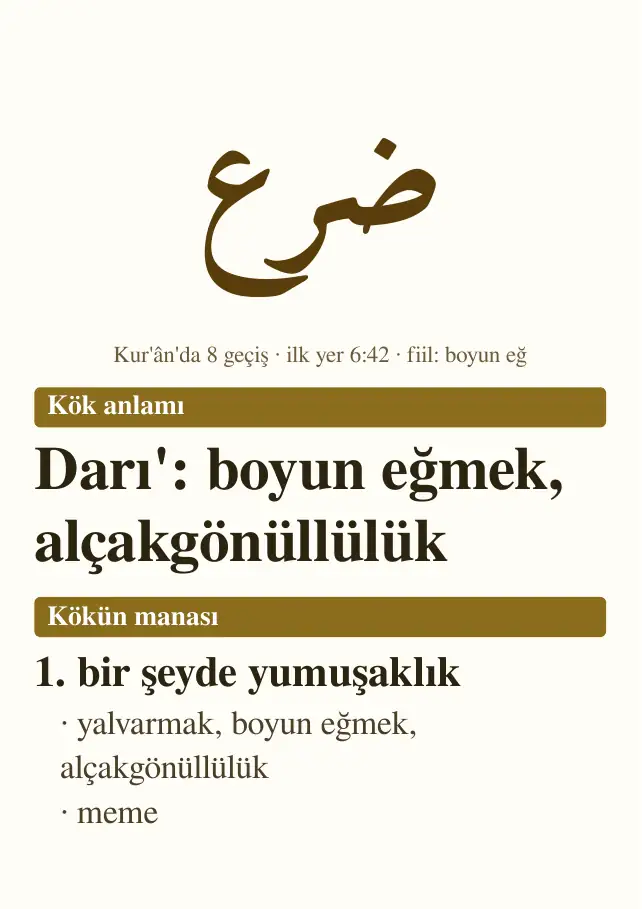 ضرع
Kur'ân'da 8 geçiş · ilk yer 6:42 · fiil: boyun eğ
Kök anlamı
Darı': boyun eğmek,
alçakgönüllülük
Kökün manası
1. bir şeyde yumuşaklık
· yalvarmak, boyun eğmek,
alçakgönüllülük
· meme